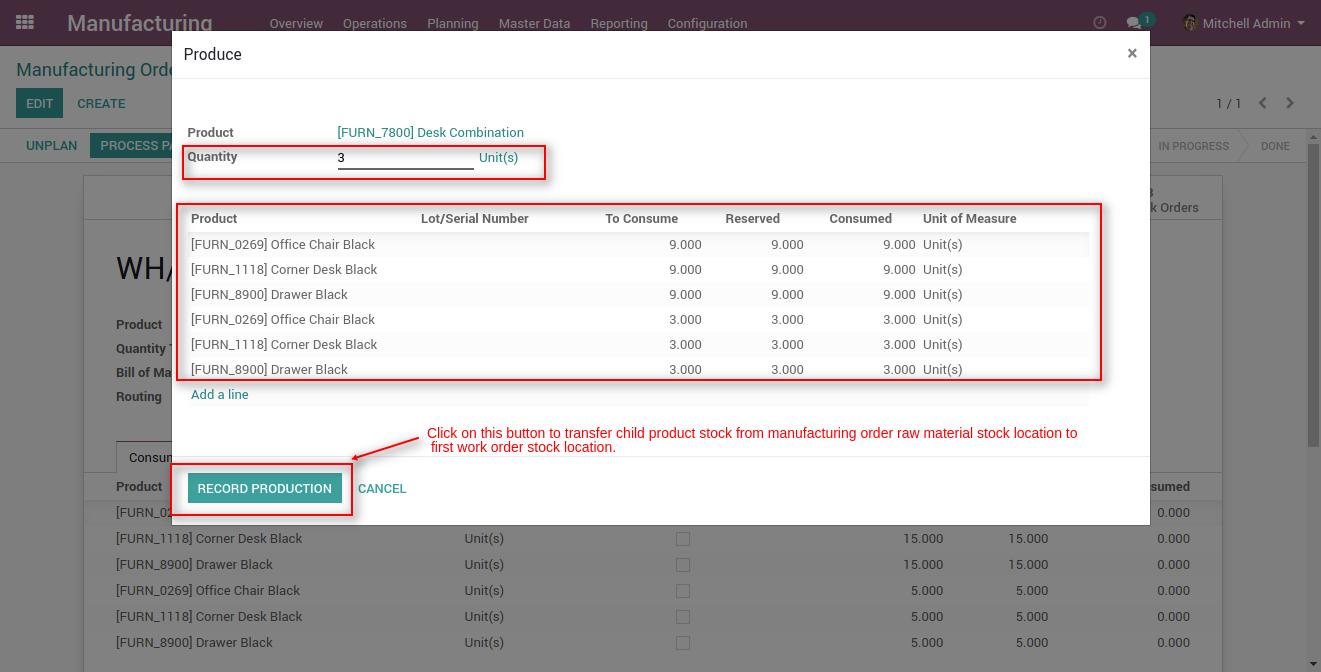 Manufacturing Overview Operations Planning Master Data Reporting Configuration 1 Mitchell Admin
Produce ×
Manufacturing Orde
EDIT CREATE 1 / 1
UNPLAN PROCESS PA IN PROGRESS DONE
Product [FURN_7800] Desk Combination
Quantity 3 Unit(s)
k Orders
Product Lot/Serial Number To Consume Reserved Consumed Unit of Measure
[FURN_0269] Office Chair Black 9.000 9.000 9.000 Unit(s)
[FURN_1118] Corner Desk Black 9.000 9.000 9.000 Unit(s)
[FURN_8900] Drawer Black 9.000 9.000 9.000 Unit(s)
[FURN_0269] Office Chair Black 3.000 3.000 3.000 Unit(s)
[FURN_1118] Corner Desk Black 3.000 3.000 3.000 Unit(s)
[FURN_8900] Drawer Black 3.000 3.000 3.000 Unit(s)
Add a line
WH/
Product
Quantity
Bill of Ma
Routing
Click on this button to transfer child product stock from manufacturing order raw material stock location to
first work order stock location.
RECORD PRODUCTION CANCEL
Consun
Product sumed
[FURN_02 0.000
[FURN_1118] Corner Desk Black Unit(s) 15.000 15.000 0.000
[FURN_8900] Drawer Black Unit(s) 15.000 15.000 0.000
[FURN_0269] Office Chair Black Unit(s) 5.000 5.000 0.000
[FURN_1118] Corner Desk Black Unit(s) 5.000 5.000 0.000
[FURN_8900] Drawer Black Unit(s) 5.000 5.000 0.000